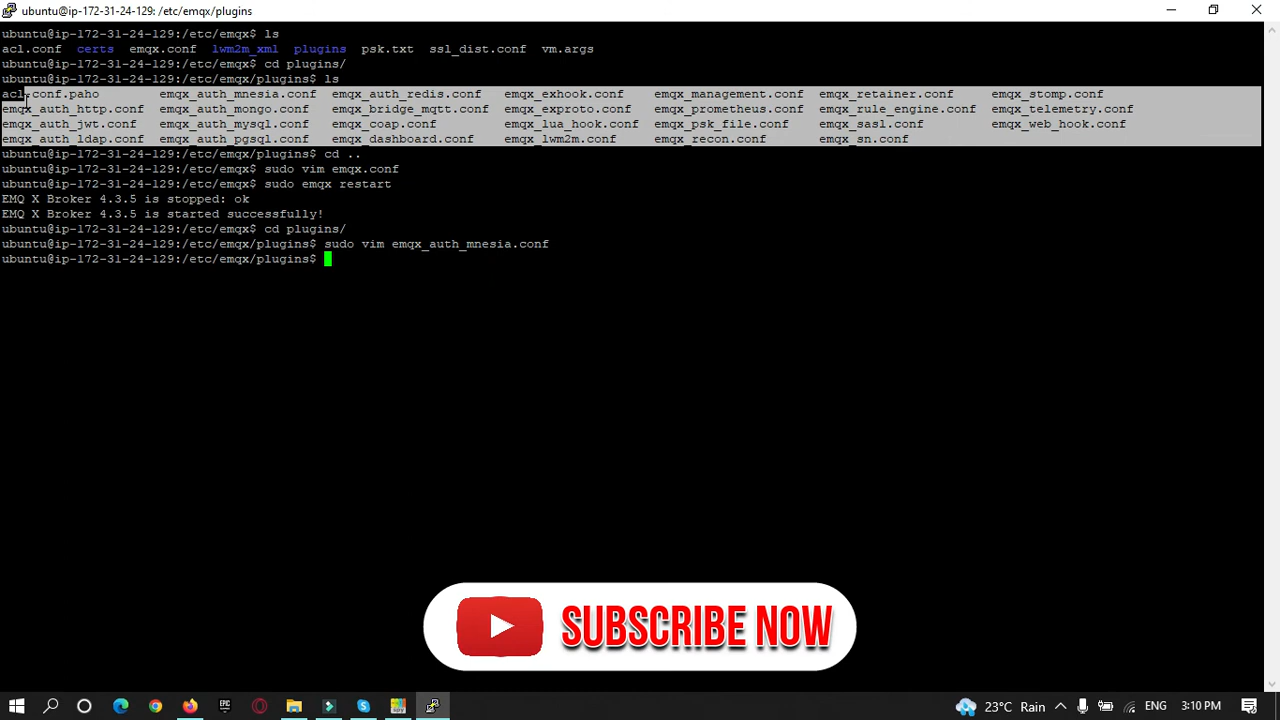 ubuntu@ip-172-31-24-129: /etc/emqx/plugins
ubuntu@ip-172-31-24-129:/etc/emqx$ ls
acl.conf certs emqx.conf lwm2m_xml plugins psk.txt ssl_dist.conf vm.args
ubuntu@ip-172-31-24-129:/etc/emqx$ cd plugins/
ubuntu@ip-172-31-24-129:/etc/emqx/plugins$ ls
acl.conf.paho emqx_auth_mnesia.conf emqx_auth_redis.conf emqx_exhook.conf emqx_management.conf emqx_retainer.conf emqx_stomp.conf
emqx_auth_http.conf emqx_auth_mongo.conf emqx_bridge_mqtt.conf emqx_exproto.conf emqx_prometheus.conf emqx_rule_engine.conf emqx_telemetry.conf
emqx_auth_jwt.conf emqx_auth_mysql.conf emqx_coap.conf emqx_lua_hook.conf emqx_psk_file.conf emqx_sasl.conf emqx_web_hook.conf
emqx_auth_ldap.conf emqx_auth_pgsql.conf emqx_dashboard.conf emqx_lwm2m.conf emqx_recon.conf emqx_sn.conf
ubuntu@ip-172-31-24-129:/etc/emqx/plugins$ cd ..
ubuntu@ip-172-31-24-129:/etc/emqx$ sudo vim emqx.conf
ubuntu@ip-172-31-24-129:/etc/emqx$ sudo emqx restart
EMQ X Broker 4.3.5 is stopped: ok
EMQ X Broker 4.3.5 is started successfully!
ubuntu@ip-172-31-24-129:/etc/emqx$ cd plugins/
ubuntu@ip-172-31-24-129:/etc/emqx/plugins$ sudo vim emqx_auth_mnesia.conf
ubuntu@ip-172-31-24-129:/etc/emqx/plugins$
SUBSCRIBE NOW
23°C Rain ENG 3:10 PM